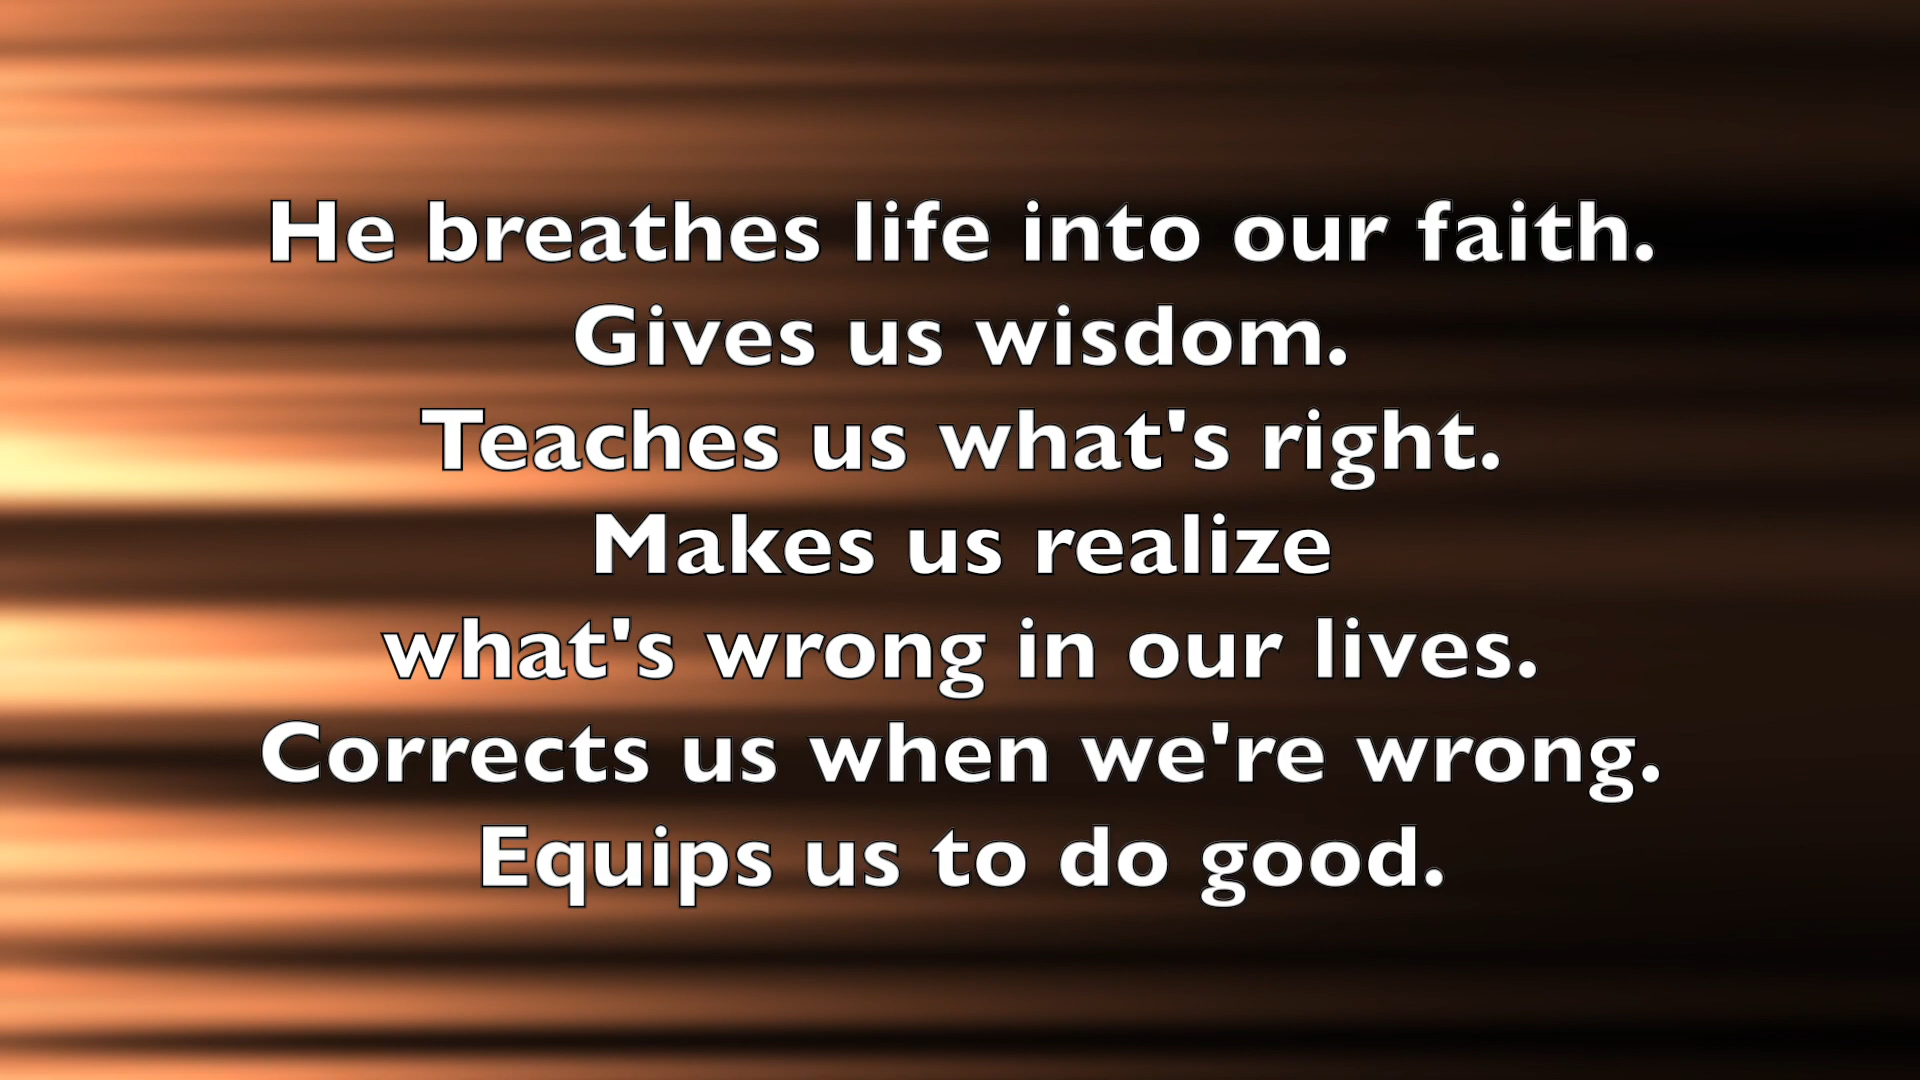 He breathes life into our faith.
Gives us wisdom.
Teaches us what's right.
Makes us realize
what's wrong in our lives.
Corrects us when we're wrong.
Equips us to do good.